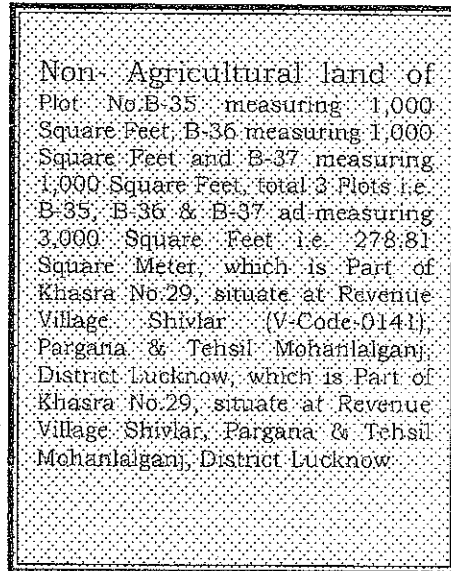 Non- Agricultural land of
Plot No.B-35 measuring 1,000
Square Feet, B-36 measuring 1,000
Square Feet and B-37 measuring
1,000 Square Feet, total 3 Plots i.e.
B-35, B-36 & B-37 ad-measuring
3,000 Square Feet i.e. 278.81
Square Meter, which is Part of
Khasra No.29, situate at Revenue
Village Shivlar (V-Code-0141),
Pargana & Tehsil Mohanlalganj,
District Lucknow, which is Part of
Khasra No.29, situate at Revenue
Village Shivlar, Pargana & Tehsil
Mohanlalganj, District Lucknow